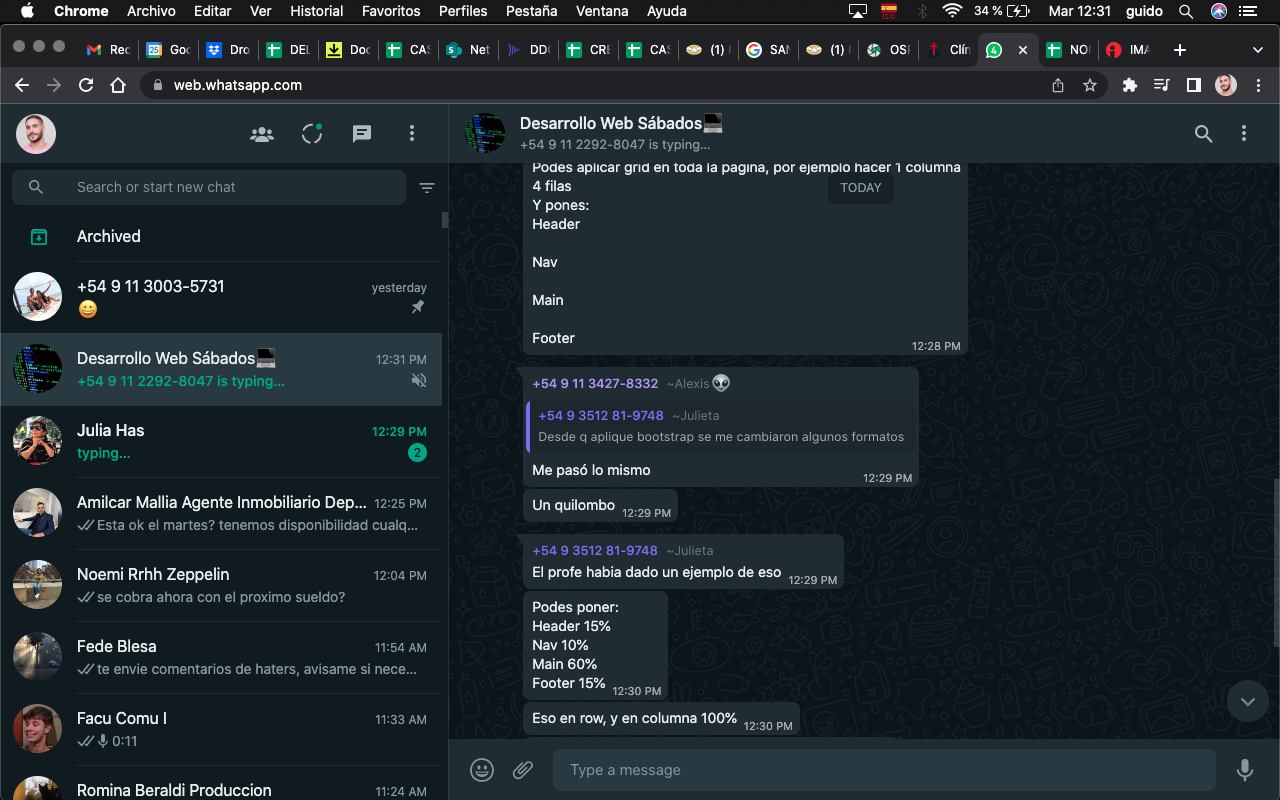 Chrome Archivo Editar Ver Historial Favoritos Perfiles Pestaña Ventana Ayuda 34 % Mar 12:31 guido
Rec Goc Dro DEL Doc CAS Net DDC CRE CAS (1) SAN (1) OSI Clín NO IMA
web.whatsapp.com
Search or start new chat
Archived
+54 9 11 3003-5731 yesterday
😀
Desarrollo Web Sábados💻 12:31 PM
+54 9 11 2292-8047 is typing...
Julia Has 12:29 PM
typing... 2
Amilcar Mallia Agente Inmobiliario Dep... 12:25 PM
Esta ok el martes? tenemos disponibilidad cualq...
Noemi Rrhh Zeppelin 12:04 PM
se cobra ahora con el proximo sueldo?
Fede Blesa 11:54 AM
te envie comentarios de haters, avisame si nece...
Facu Comu I 11:33 AM
0:11
Romina Beraldi Produccion 11:24 AM
Desarrollo Web Sábados💻
+54 9 11 2292-8047 is typing...
Podes aplicar grid en toda la pagina, por ejemplo hacer 1 columna
4 filas
TODAY
Y pones:
Header
Nav
Main
Footer
12:28 PM
+54 9 11 3427-8332 ~Alexis👽
+54 9 3512 81-9748 ~Julieta
Desde q aplique bootstrap se me cambiaron algunos formatos
Me pasó lo mismo 12:29 PM
Un quilombo 12:29 PM
+54 9 3512 81-9748 ~Julieta
El profe habia dado un ejemplo de eso 12:29 PM
Podes poner:
Header 15%
Nav 10%
Main 60%
Footer 15% 12:30 PM
Eso en row, y en columna 100% 12:30 PM
Type a message